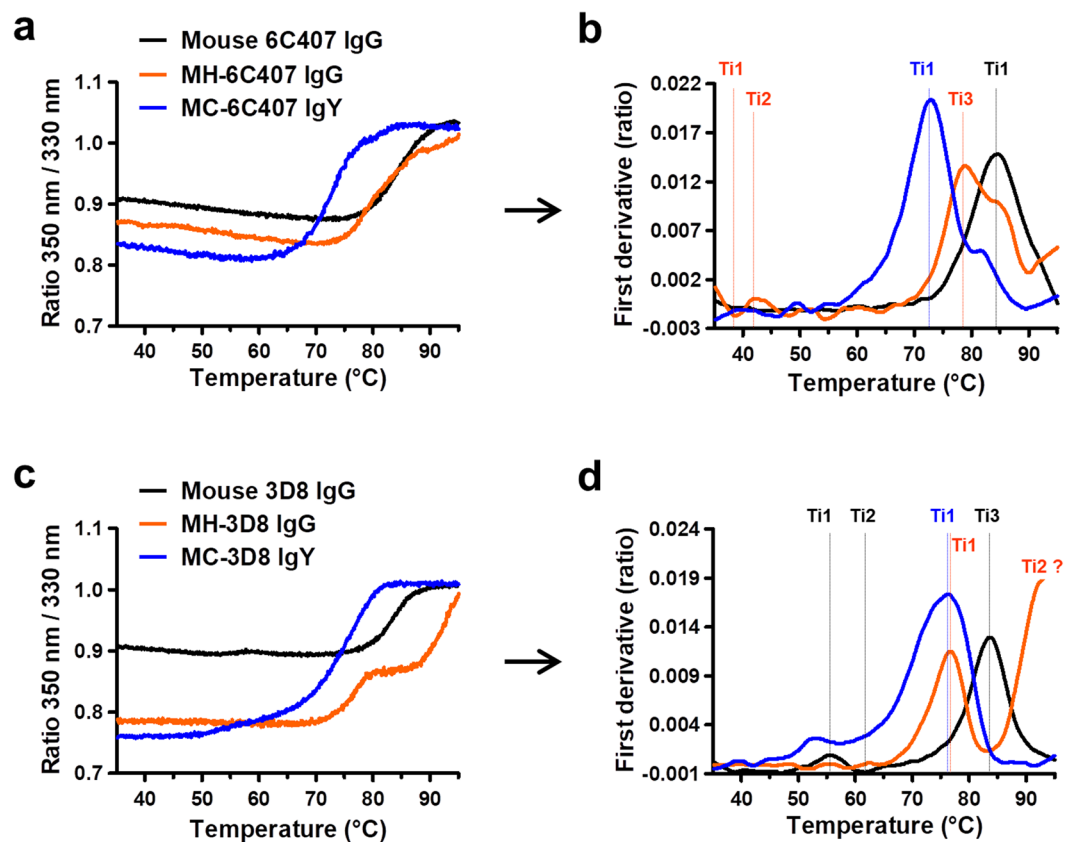 a
Mouse 6C407 IgG
MH-6C407 IgG
MC-6C407 IgY
1.1
1.0
0.9
0.8
0.7
Ratio 350 nm / 330 nm
40 50 60 70 80 90
Temperature (°C)
b
Ti1 Ti1 Ti1
Ti2 Ti3
0.022
0.017
0.012
0.007
0.002
-0.003
First derivative (ratio)
40 50 60 70 80 90
Temperature (°C)
c
Mouse 3D8 IgG
MH-3D8 IgG
MC-3D8 IgY
1.1
1.0
0.9
0.8
0.7
Ratio 350 nm / 330 nm
40 50 60 70 80 90
Temperature (°C)
d
Ti1 Ti2 Ti1 Ti3
Ti1
Ti2 ?
0.024
0.019
0.014
0.009
0.004
-0.001
First derivative (ratio)
40 50 60 70 80 90
Temperature (°C)